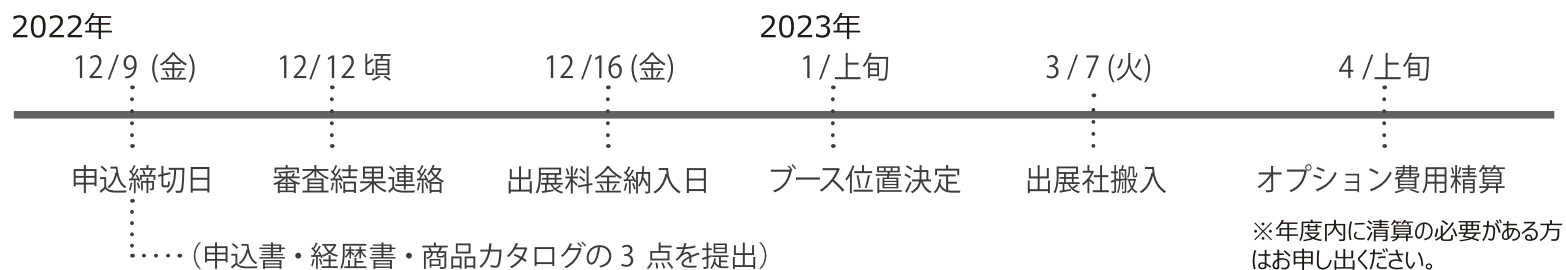 2022年 2023年
12/9 (金) 12/12 頃 12/16 (金) 1/上旬 3/7 (火) 4/上旬
申込締切日 審査結果連絡 出展料金納入日 ブース位置決定 出展社搬入 オプション費用精算
(申込書・経歴書・商品カタログの 3 点を提出)
※年度内に清算の必要がある方
はお申し出ください。